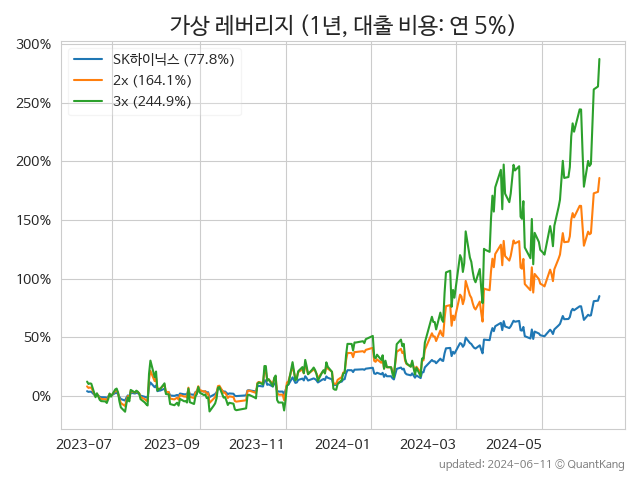 가상 레버리지 (1년, 대출 비용: 연 5%)
SK하이닉스 (77.8%)
2x (164.1%)
3x (244.9%)
300%
250%
200%
150%
100%
50%
0%
2023-07
2023-09
2023-11
2024-01
2024-03
2024-05
updated: 2024-06-11 © QuantKang